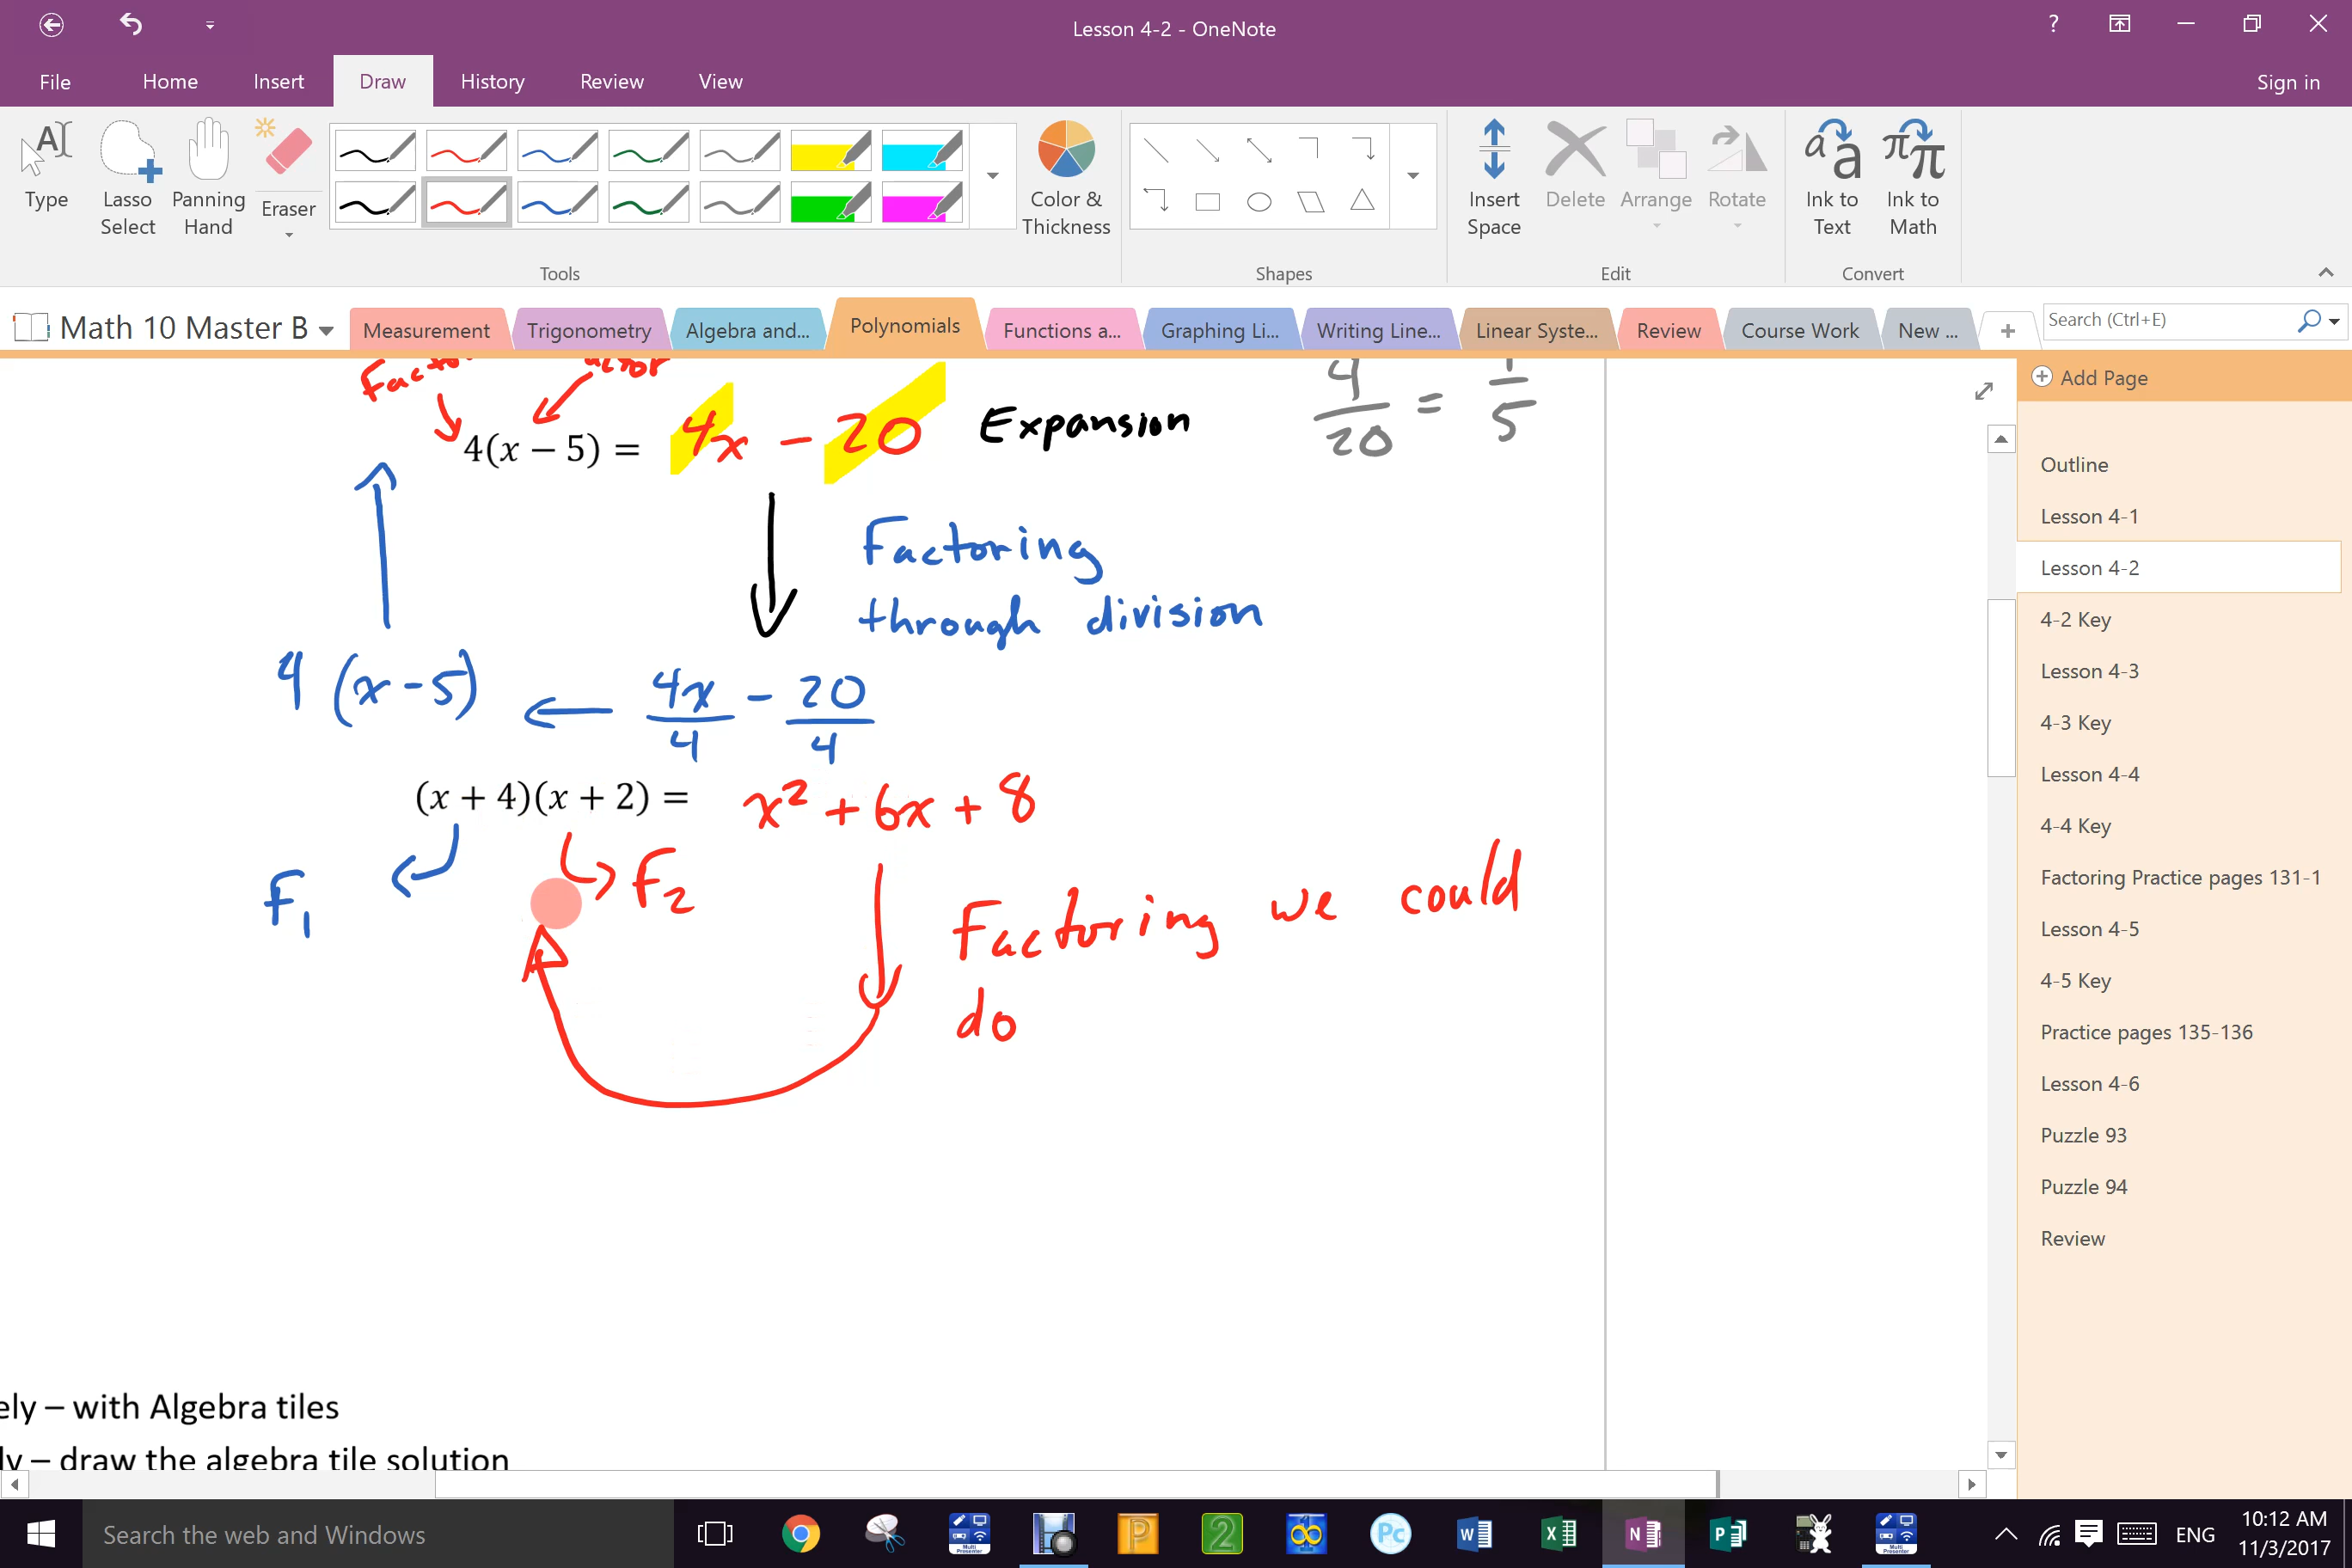 Lesson 4-2 - OneNote
File Home Insert Draw History Review View Sign in
Type
Lasso Select
Panning Hand
Eraser
Color & Thickness
Insert Space
Delete
Arrange
Rotate
Ink to Text
Ink to Math
Tools Shapes Edit Convert
Math 10 Master B Measurement Trigonometry Algebra and... Polynomials Functions a... Graphing Li... Writing Line... Linear Syste... Review Course Work New ... + Search (Ctrl+E)
Add Page
Outline
Lesson 4-1
Lesson 4-2
4-2 Key
Lesson 4-3
4-3 Key
Lesson 4-4
4-4 Key
Factoring Practice pages 131-1
Lesson 4-5
4-5 Key
Practice pages 135-136
Lesson 4-6
Puzzle 93
Puzzle 94
Review
4(x − 5) = 4x − 20 Expansion
4/20 = 1/5
Factoring
through division
4 (x - 5) ← 4x/4 - 20/4
(x + 4)(x + 2) = x² + 6x + 8
F₁ F₂
Factoring we could
do
ely – with Algebra tiles
ly – draw the algebra tile solution
Search the web and Windows
ENG
10:12 AM
11/3/2017